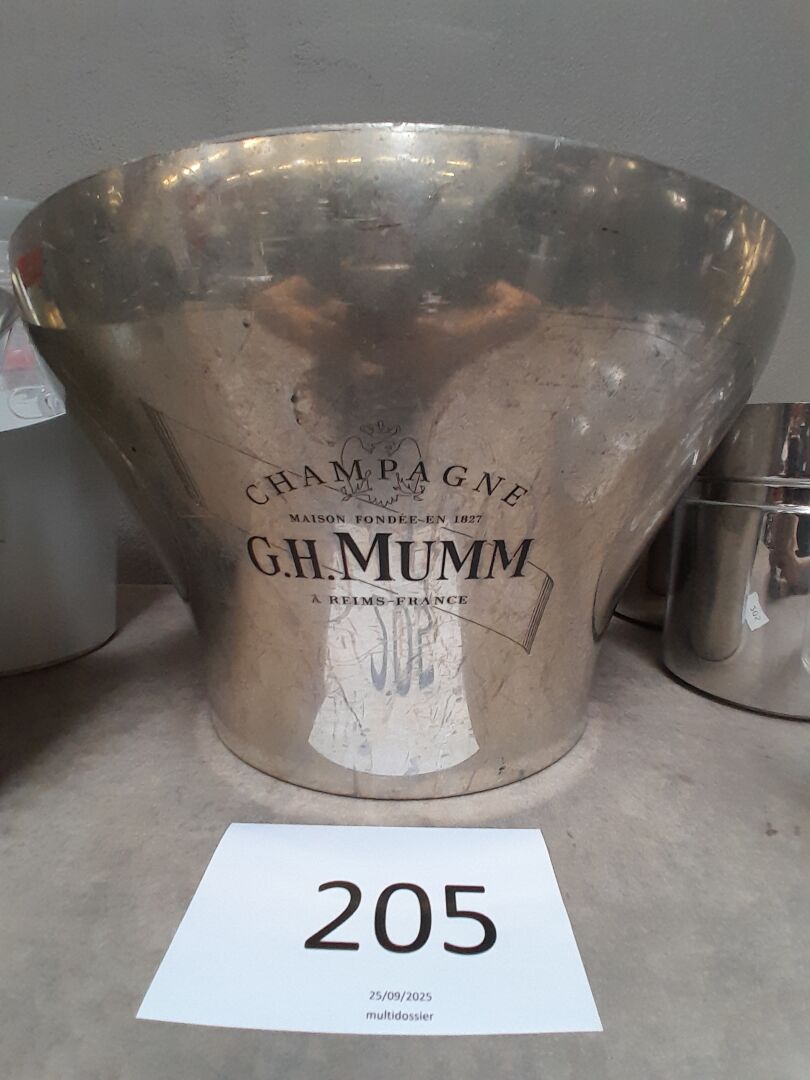 CHAMPAGNE
MAISON FONDÉE EN 1827
G.H.MUMM
À REIMS-FRANCE
205
25/09/2025
multidossier